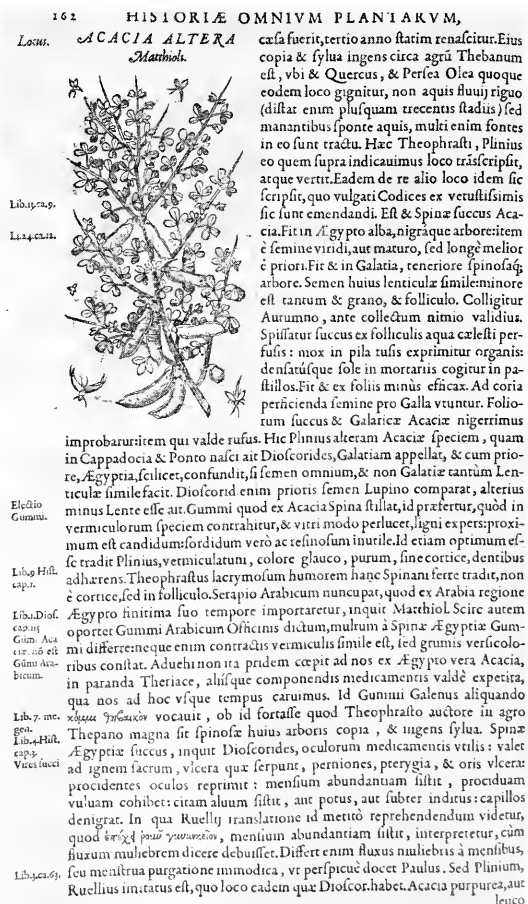 162 HISTORIÆ OMNIVM PLANTARVM,
Locus.
ACACIA ALTERA
Matthioli.
cæsa fuerit, tertio anno statim renascitur. Eius
copia & sylua ingens circa agrū Thebanum
est, vbi & Quercus, & Persea Olea quoque
eodem loco gignitur, non aquis fluuij riguo
(distat enim plusquam trecentis stadiis) sed
manantibus sponte aquis, multi enim fontes
in eo sunt tractu. Hæc Theophrasti, Plinius
eo quem supra indicauimus loco trāscripsit,
Lib.13.ca.9.
atque vertit. Eadem de re alio loco idem sic
scripsit, quo vulgati Codices ex vetustissimis
sic sunt emendandi. Est & Spinæ succus Aca-
Li.24.ca.12.
cia. Fit in Ægypto alba, nigráque arbore: item
è semine viridi, aut maturo, sed longè melior
è priori. Fit & in Galatia, teneriore spinosaq;
arbore. Semen huius lenticulæ simile: minore
est tantum & grano, & folliculo. Colligitur
Autumno, ante collectum nimio validius.
Spissatur succus ex folliculis aqua cælesti per-
fusis: mox in pila tusis exprimitur organis:
densatúsque sole in mortariis cogitur in pa-
stillos. Fit & ex foliis minùs efficax. Ad coria
perficienda semine pro Galla vtuntur. Folio-
rum succus & Galaticæ Acaciæ nigerrimus
improbatur: item qui valde rufus. Hîc Plinius alteram Acaciæ speciem, quam
in Cappadocia & Ponto nasci ait Dioscorides, Galatiam appellat, & cum prio-
re, Ægyptia, scilicet, confundit, si semen omnium, & non Galatiæ tantùm Len-
ticulæ simile facit. Dioscorid. enim prioris semen Lupino comparat, alterius
Electio
Gummi.
minus Lente esse ait. Gummi quod ex Acacia Spina stillat, id præfertur, quòd in
vermiculorum speciem contrahitur, & vitri modo perlucet, ligni expers: proxi-
mum est candidum: sordidum verò ac resinosum inutile. Id etiam optimum es-
se tradit Plinius, vermiculatum, colore glauco, purum, sine cortice, dentibus
Lib.9 Hist.
cap.1.
adhærens. Theophrastus lacrymosum humorem hanc Spinam ferre tradit, non
è cortice, sed in folliculo. Serapio Arabicum nuncupat, quod ex Arabia regione
Lib.1.Dios.
cap.115
Gūm. Aca
ciæ nō est
Gūmi Ara-
bicum.
Ægypto finitima suo tempore importaretur, inquit Matthiol. Scire autem
oportet Gummi Arabicum Officinis dictum, multum à Spinæ Ægyptiæ Gum-
mi differre: neque enim contractis vermiculis simile est, sed grumis versicolo-
ribus constat. Aduehi non ita pridem cœpit ad nos ex Ægypto vera Acacia,
in paranda Theriace, aliisque componendis medicamentis valdè expetita,
qua nos ad hoc vsque tempus caruimus. Id Gummi Galenus aliquando
Lib. 7. me.
gen.
κόμμι θηβαικὸν vocauit, ob id fortasse quod Theophrasto auctore in agro
Lib.4.Hist.
cap.3.
Thepano magna sit spinosæ huius arboris copia, & ingens sylua. Spinæ
Vires succi
Ægyptiæ succus, inquit Dioscorides, oculorum medicamentis vtilis: valet
ad ignem sacrum, vlcera quæ serpunt, perniones, pterygia, & oris vlcera:
procidentes oculos reprimit: mensium abundantiam sistit, prociduam
vuluam cohibet: citam aluum sistit, aut potus, aut subter inditus: capillos
denigrat. In qua Ruellij translatione id meritò reprehendendum videtur,
quod ἐπέχει ῥοῦν γυναικεῖον, mensium abundantiam sistit, interpretetur, cùm
fluxum muliebrem dicere debuisset. Differt enim fluxus muliebris à mensibus,
seu menstrua purgatione immodica, vt perspicuè docet Paulus. Sed Plinium,
Lib.3.ca.63.
Ruellius imitatus est, quo loco eadem quæ Dioscor. habet. Acacia purpurea, aut
leuco